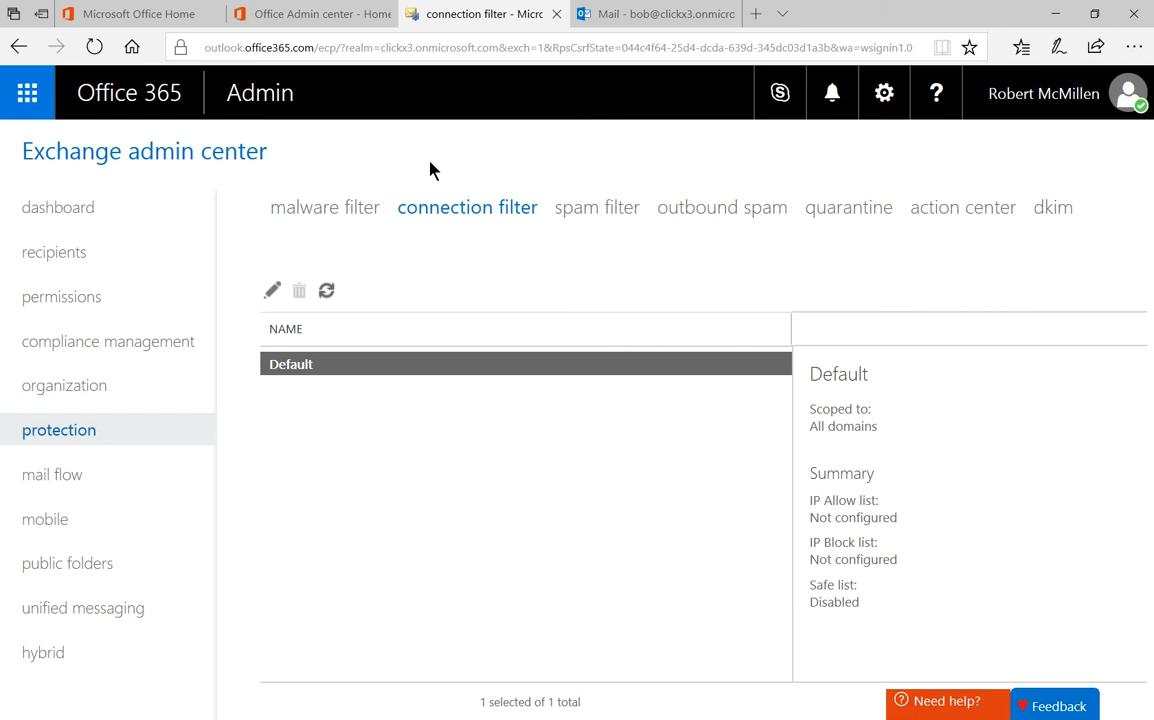 Microsoft Office Home
Office Admin center - Home
connection filter - Micro
Mail - bob@clickx3.onmicro
outlook.office365.com/ecp/?realm=clickx3.onmicrosoft.com&exch=1&RpsCsrfState=044c4f64-25d4-dcda-639d-345dc03d1a3b&wa=wsignin1.0
Office 365
Admin
Robert McMillen
Exchange admin center
dashboard
recipients
permissions
compliance management
organization
protection
mail flow
mobile
public folders
unified messaging
hybrid
malware filter connection filter spam filter outbound spam quarantine action center dkim
NAME
Default
Default
Scoped to:
All domains
Summary
IP Allow list:
Not configured
IP Block list:
Not configured
Safe list:
Disabled
1 selected of 1 total
Need help?
Feedback